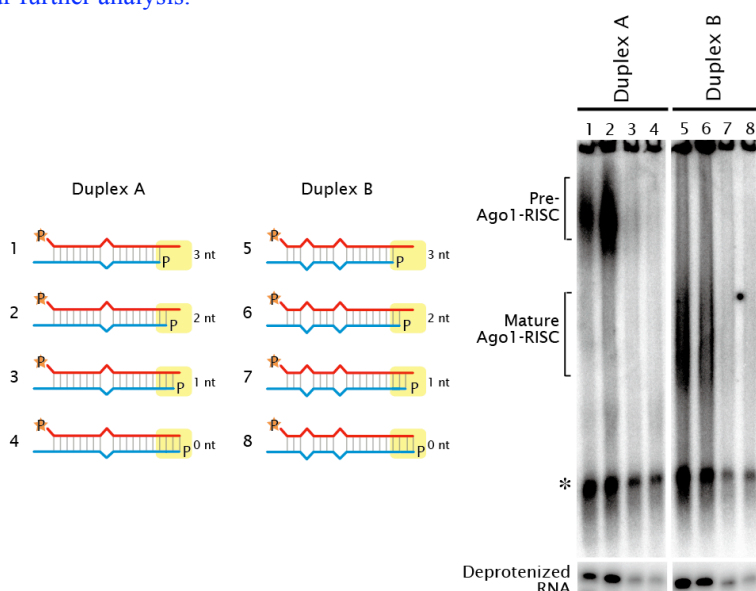 further analysis.
Duplex A
Duplex B
1 2 3 4
5 6 7 8
Duplex A
Duplex B
1
P
P
3 nt
5
P
P
3 nt
2
P
P
2 nt
6
P
P
2 nt
3
P
P
1 nt
7
P
P
1 nt
4
P
P
0 nt
8
P
P
0 nt
Pre-
Ago1-RISC
Mature
Ago1-RISC
*
Deprotenized
RNA